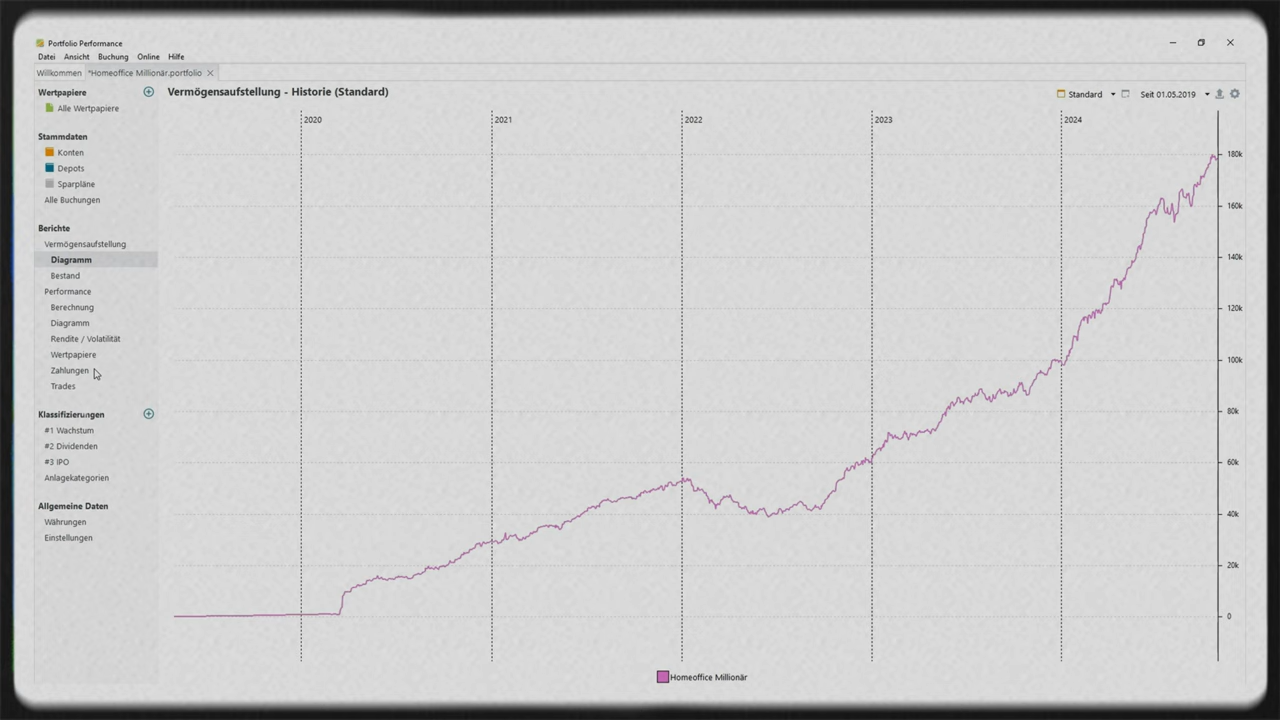 Portfolio Performance
Datei Ansicht Buchung Online Hilfe
Willkommen *Homeoffice Millionär.portfolio
Wertpapiere
Alle Wertpapiere
Stammdaten
Konten
Depots
Sparpläne
Alle Buchungen
Berichte
Vermögensaufstellung
Diagramm
Bestand
Performance
Berechnung
Diagramm
Rendite / Volatilität
Wertpapiere
Zahlungen
Trades
Klassifizierungen
#1 Wachstum
#2 Dividenden
#3 IPO
Anlagekategorien
Allgemeine Daten
Währungen
Einstellungen
Vermögensaufstellung - Historie (Standard)
Standard Seit 01.05.2019
2020 2021 2022 2023 2024
180k
160k
140k
120k
100k
80k
60k
40k
20k
0
Homeoffice Millionär